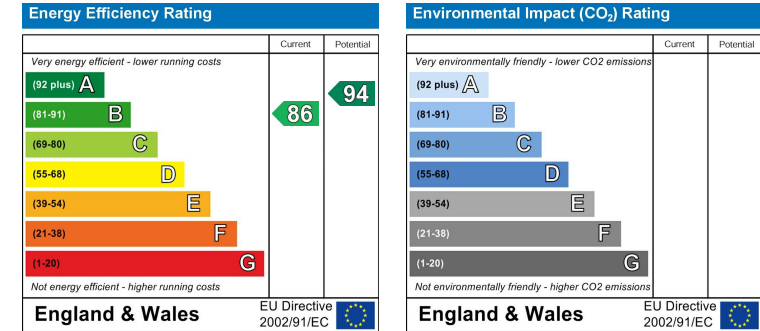 Energy Efficiency Rating
Current Potential
Very energy efficient - lower running costs
(92 plus) A
(81-91) B
(69-80) C
(55-68) D
(39-54) E
(21-38) F
(1-20) G
86
94
Not energy efficient - higher running costs
England & Wales
EU Directive
2002/91/EC
Environmental Impact (CO₂) Rating
Current Potential
Very environmentally friendly - lower CO2 emissions
(92 plus) A
(81-91) B
(69-80) C
(55-68) D
(39-54) E
(21-38) F
(1-20) G
Not environmentally friendly - higher CO2 emissions
England & Wales
EU Directive
2002/91/EC